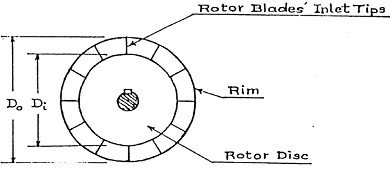 Rotor Blades' Inlet Tips
Do Di
Rim
Rotor Disc